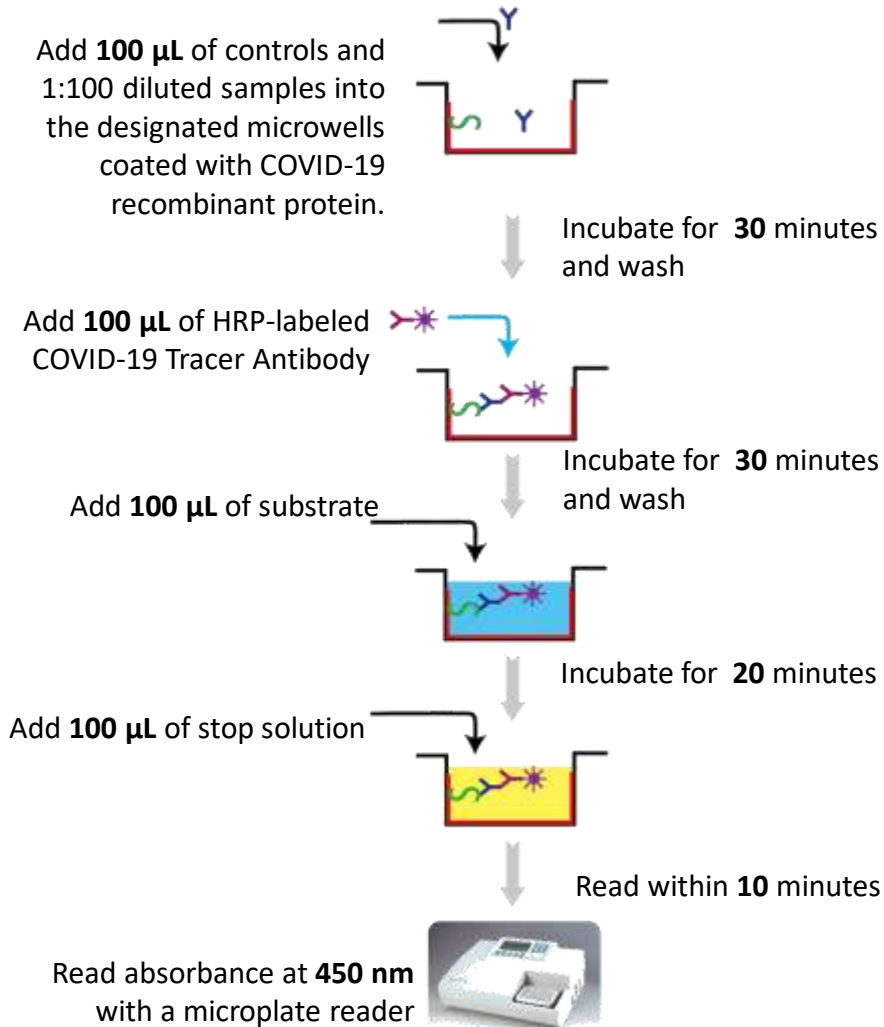 Add 100 µL of controls and
1:100 diluted samples into
the designated microwells
coated with COVID-19
recombinant protein.
Incubate for 30 minutes
and wash
Add 100 µL of HRP-labeled
COVID-19 Tracer Antibody
Incubate for 30 minutes
and wash
Add 100 µL of substrate
Incubate for 20 minutes
Add 100 µL of stop solution
Read within 10 minutes
Read absorbance at 450 nm
with a microplate reader